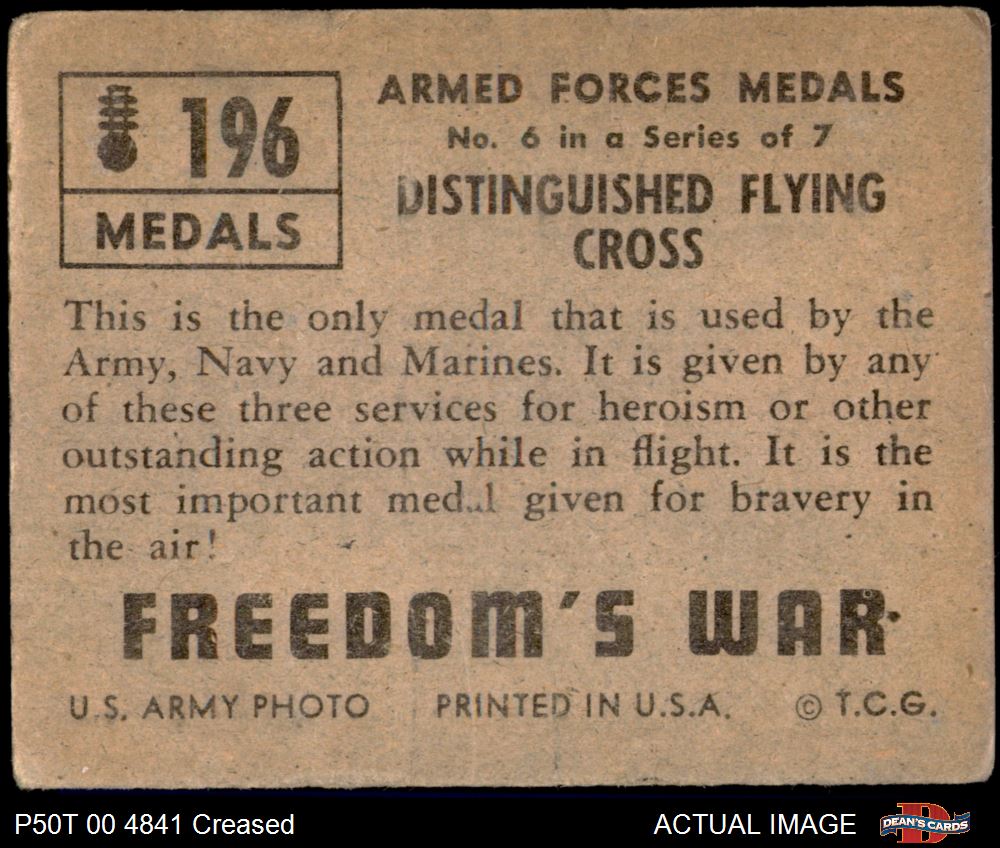 196
MEDALS
ARMED FORCES MEDALS
No. 6 in a Series of 7
DISTINGUISHED FLYING
CROSS
This is the only medal that is used by the
Army, Navy and Marines. It is given by any
of these three services for heroism or other
outstanding action while in flight. It is the
most important medal given for bravery in
the air!
FREEDOM'S WAR
U.S. ARMY PHOTO PRINTED IN U.S.A. © T.C.G.
P50T 00 4841 Creased ACTUAL IMAGE D DEAN'S CARDS